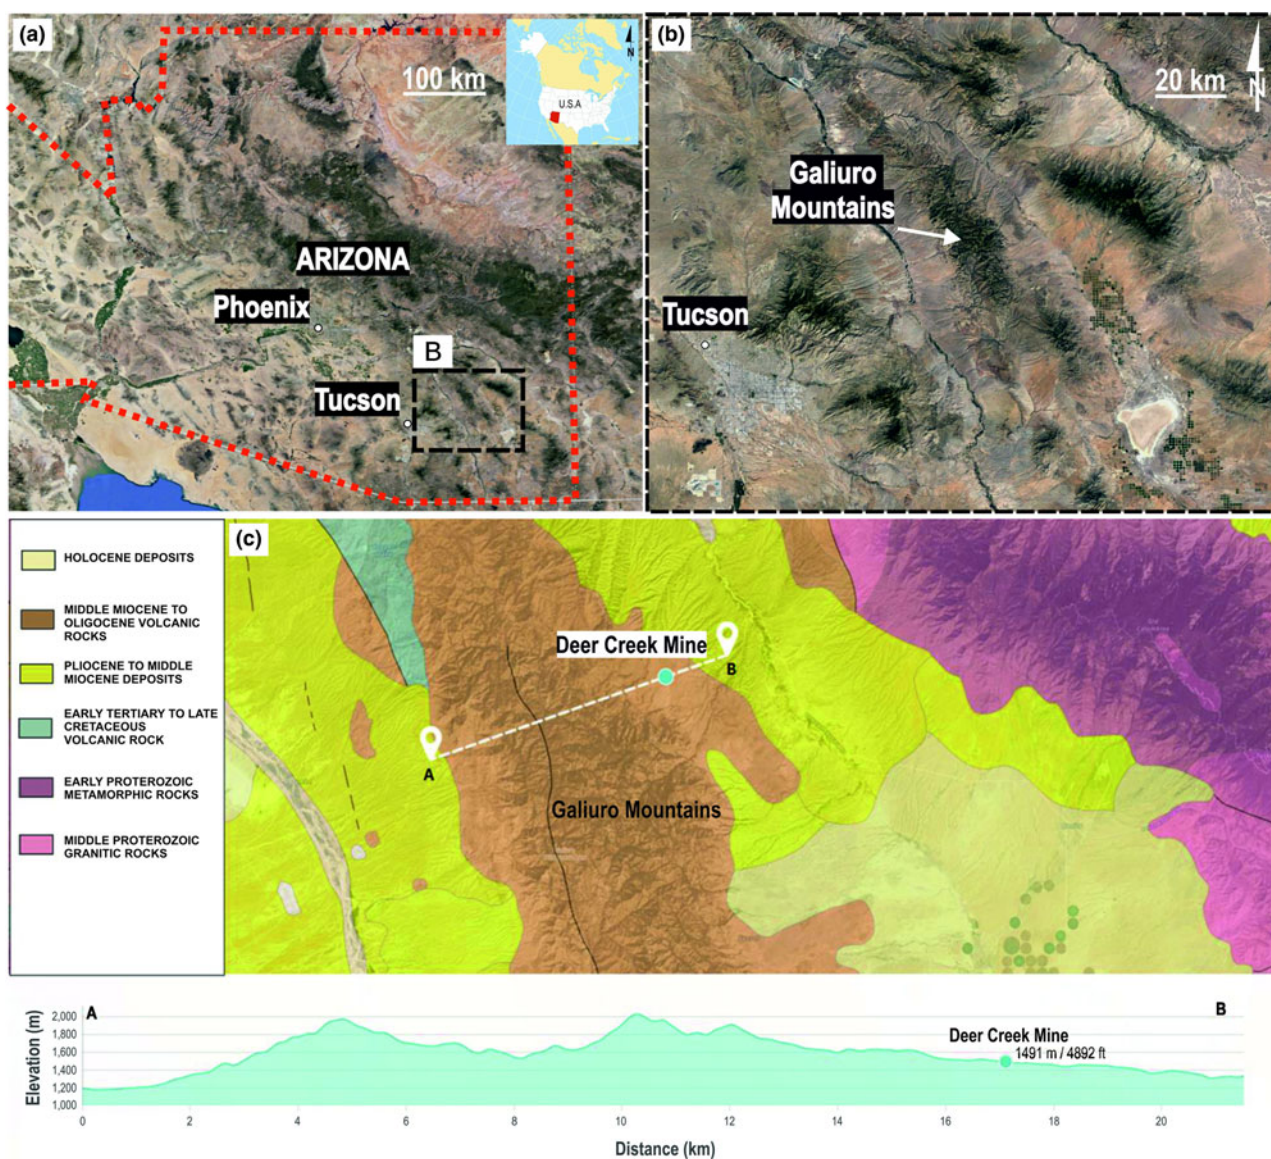 (a)
100 km
N
U.S.A
ARIZONA
Phoenix
B
Tucson
(b)
20 km
N
Galiuro
Mountains
Tucson
HOLOCENE DEPOSITS
MIDDLE MIOCENE TO
OLIGOCENE VOLCANIC
ROCKS
PLIOCENE TO MIDDLE
MIOCENE DEPOSITS
EARLY TERTIARY TO LATE
CRETACEOUS
VOLCANIC ROCK
EARLY PROTEROZOIC
METAMORPHIC ROCKS
MIDDLE PROTEROZOIC
GRANITIC ROCKS
(c)
Deer Creek Mine
B
A
Galiuro Mountains
A
B
Elevation (m)
2,000
1,800
1,600
1,400
1,200
1,000
Deer Creek Mine
1491 m / 4892 ft
0 2 4 6 8 10 12 14 16 18 20
Distance (km)